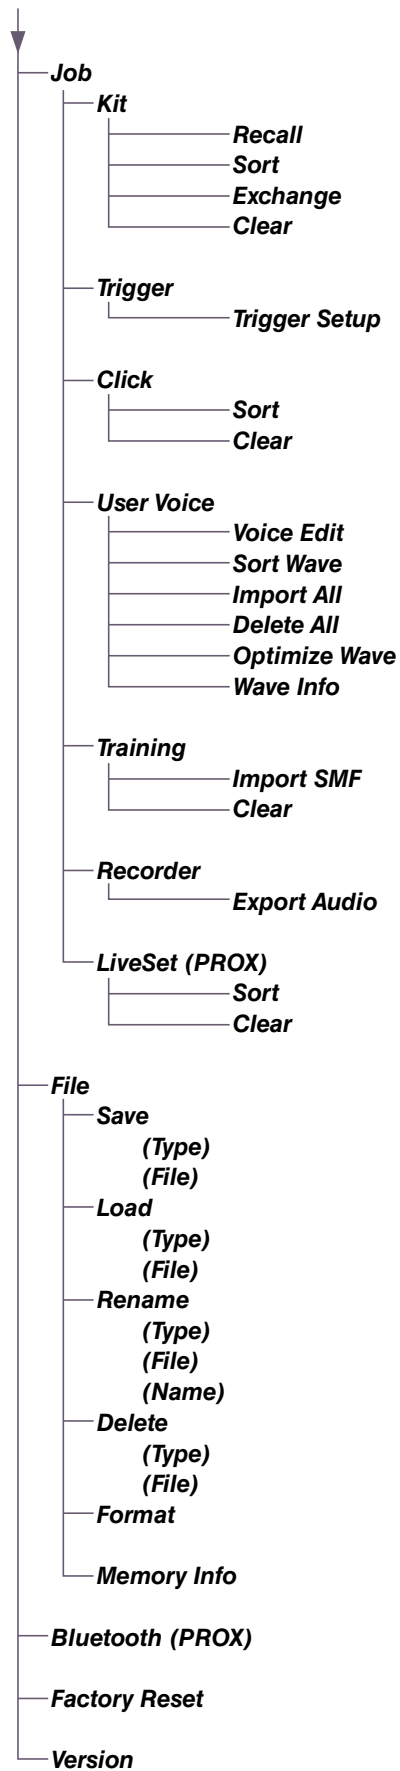 Job
Kit
Recall
Sort
Exchange
Clear
Trigger
Trigger Setup
Click
Sort
Clear
User Voice
Voice Edit
Sort Wave
Import All
Delete All
Optimize Wave
Wave Info
Training
Import SMF
Clear
Recorder
Export Audio
LiveSet (PROX)
Sort
Clear
File
Save
(Type)
(File)
Load
(Type)
(File)
Rename
(Type)
(File)
(Name)
Delete
(Type)
(File)
Format
Memory Info
Bluetooth (PROX)
Factory Reset
Version